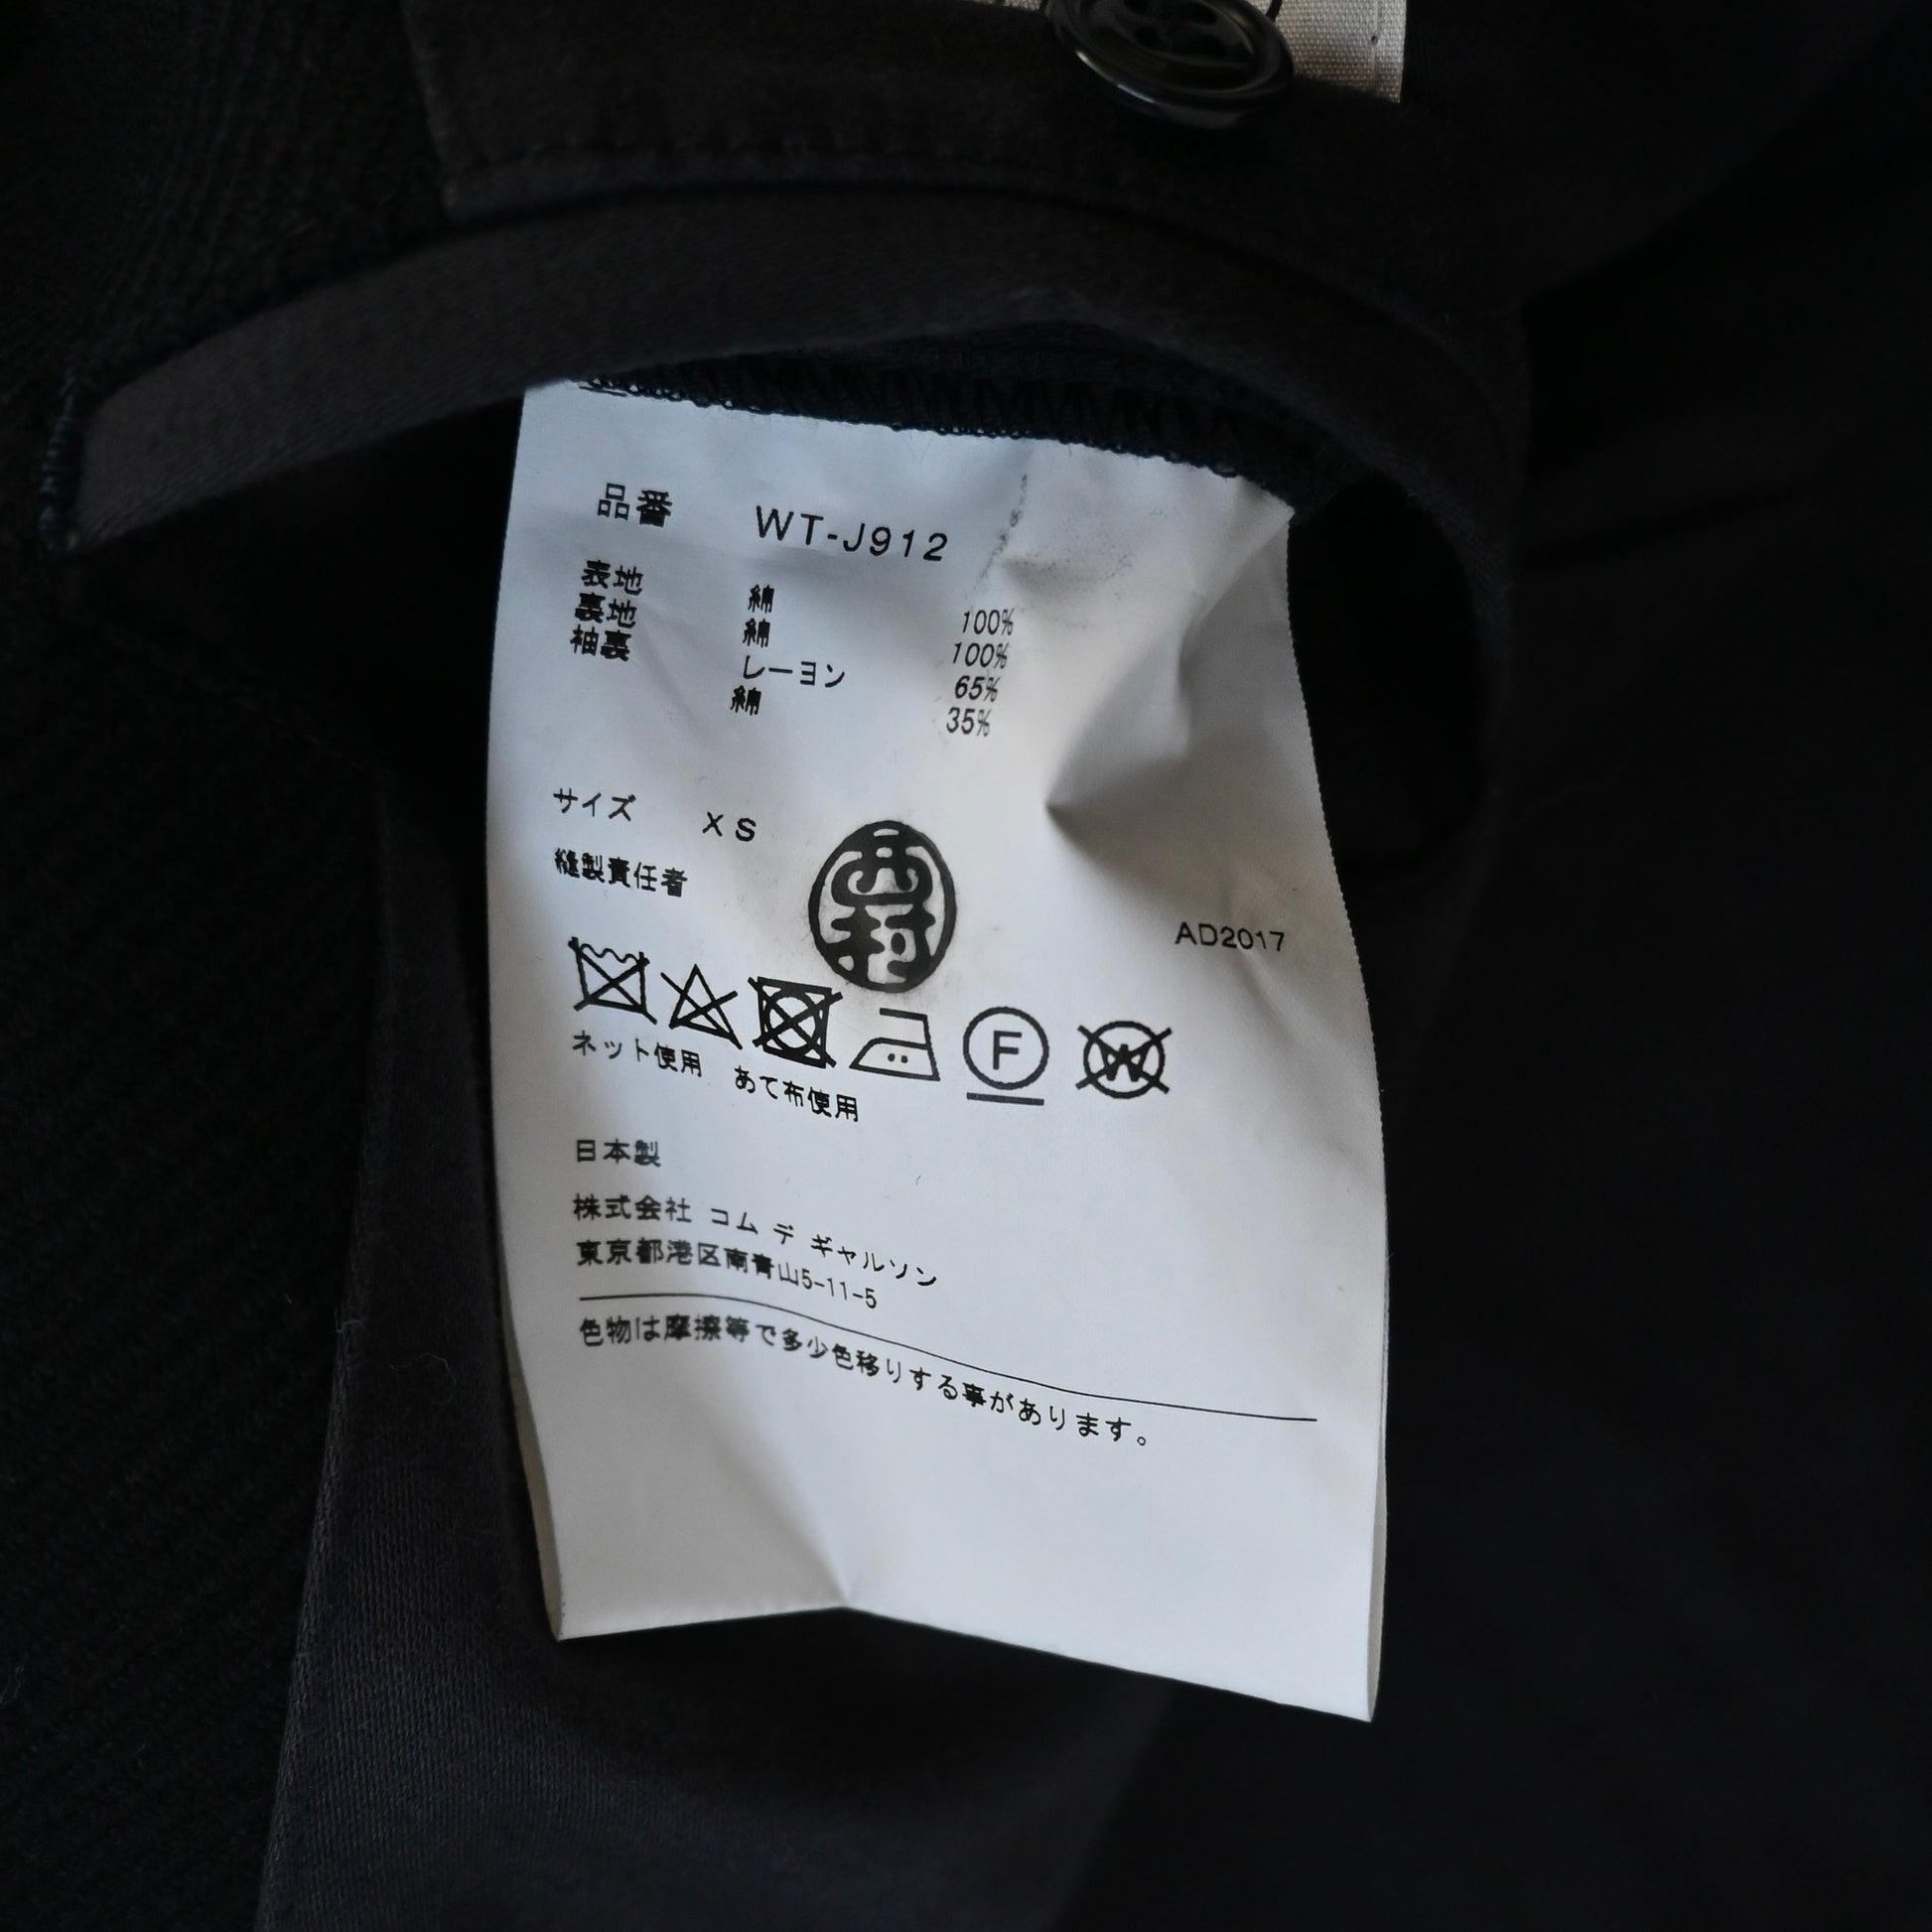 品番 WT-J912
表地 綿 100%
裏地 綿 100%
袖裏 レーヨン 65%
綿 35%
サイズ XS
縫製責任者 西村
AD2017
F W
ネット使用 あて布使用
日本製
株式会社 コム デ ギャルソン
東京都港区南青山5-11-5
色物は摩擦等で多少色移りする事があります。